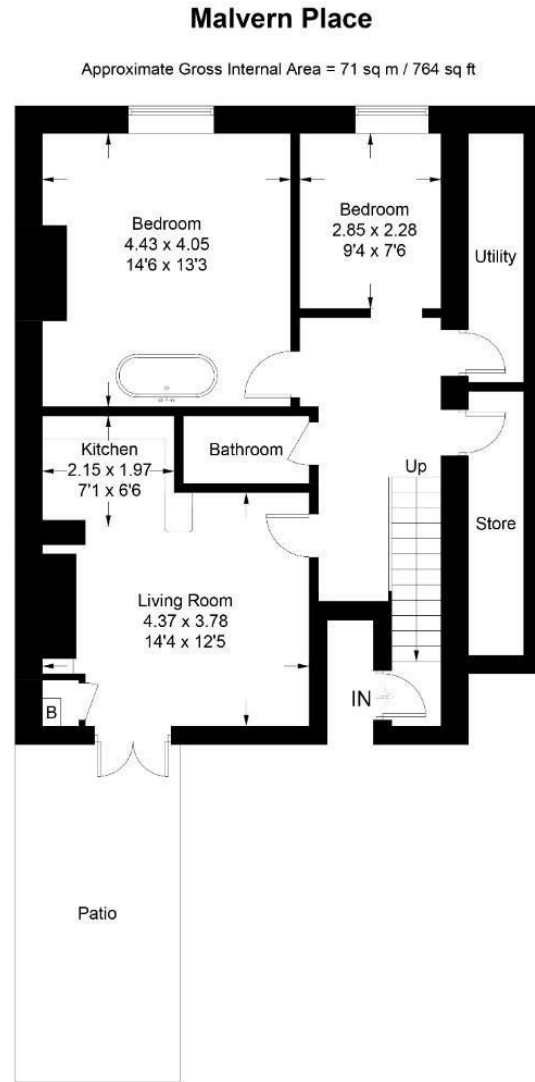 Malvern Place
Approximate Gross Internal Area = 71 sq m / 764 sq ft
Bedroom
4.43 x 4.05
14'6 x 13'3
Bedroom
2.85 x 2.28
9'4 x 7'6
Utility
Kitchen
2.15 x 1.97
7'1 x 6'6
Bathroom
Up
Store
Living Room
4.37 x 3.78
14'4 x 12'5
B
IN
Patio